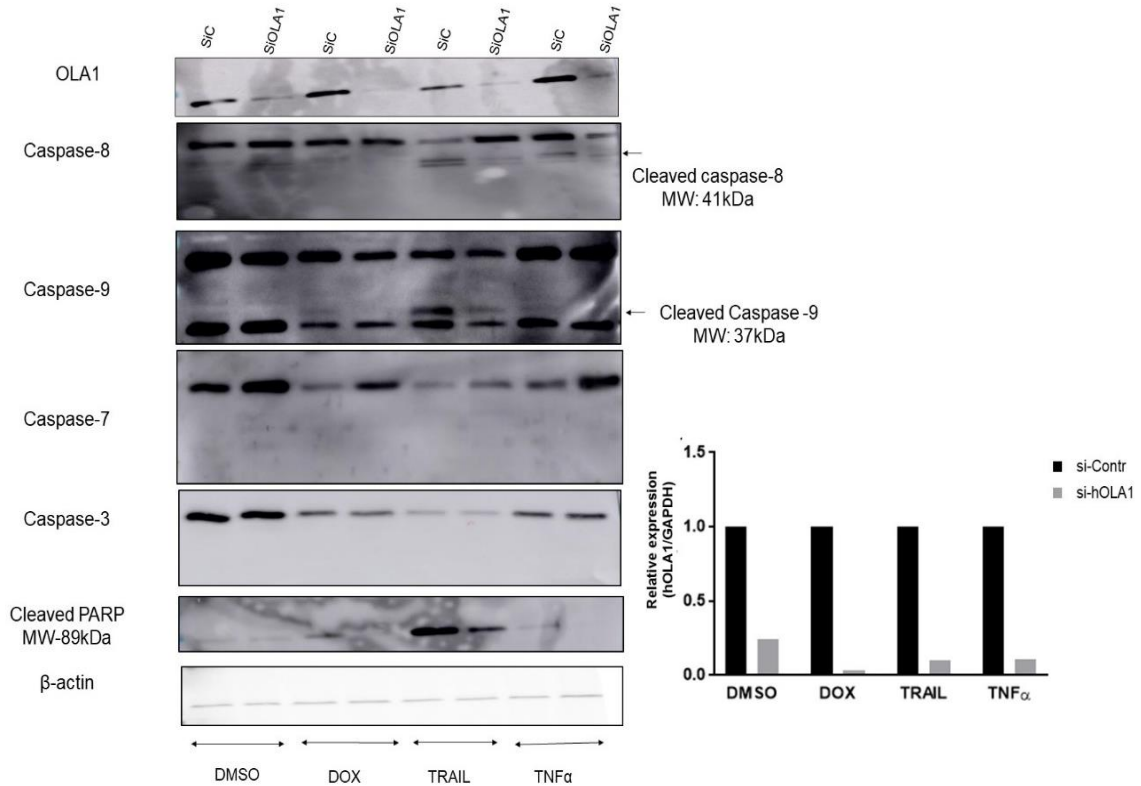 SiC SiOLA1 SiC SiOLA1 SiC SiOLA1 SiC SiOLA1
OLA1
Caspase-8
Cleaved caspase-8
MW: 41kDa
Caspase-9
Cleaved Caspase -9
MW: 37kDa
Caspase-7
Caspase-3
Cleaved PARP
MW-89kDa
β-actin
DMSO DOX TRAIL TNFα
Relative expression
(hOLA1/GAPDH)
1.5
1.0
0.5
0.0
DMSO DOX TRAIL TNFα
si-Contr
si-hOLA1